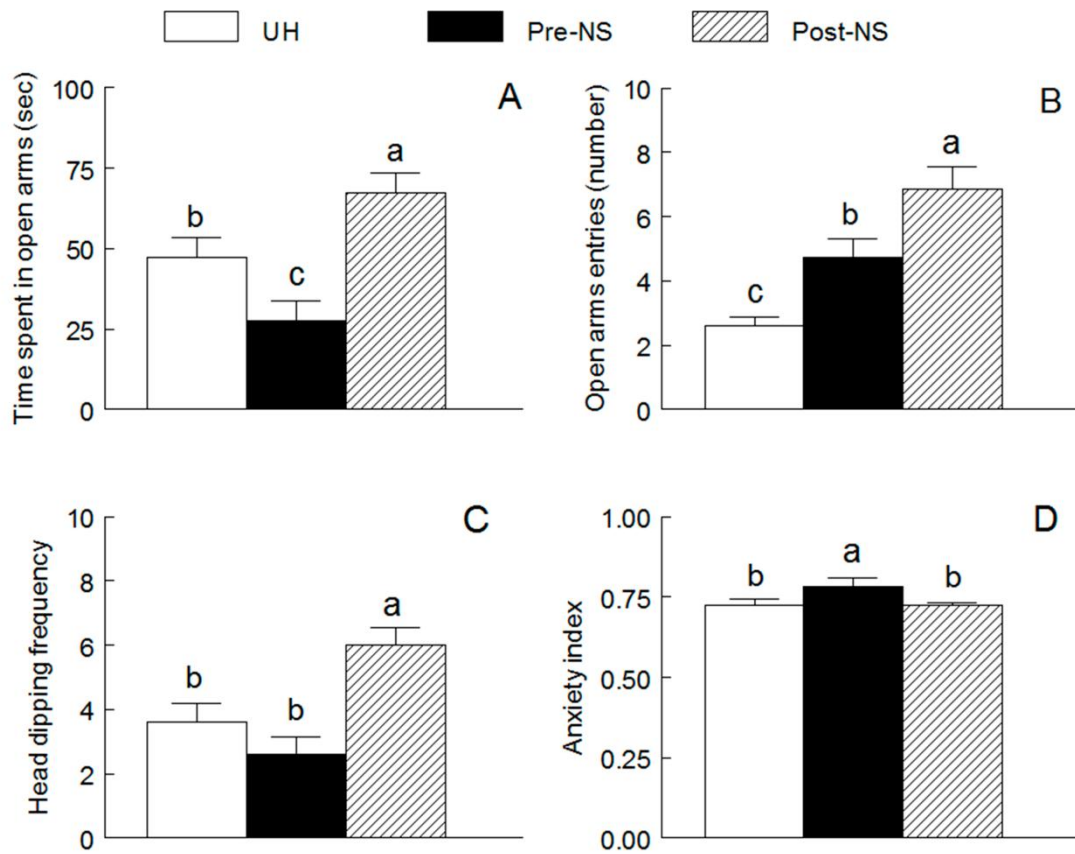 UH Pre-NS Post-NS
A
Time spent in open arms (sec)
100
75
50
25
0
b
c
a
B
Open arms entries (number)
10
8
6
4
2
0
c
b
a
C
Head dipping frequency
10
8
6
4
2
0
b
b
a
D
Anxiety index
1.00
0.75
0.50
0.25
0.00
b
a
b